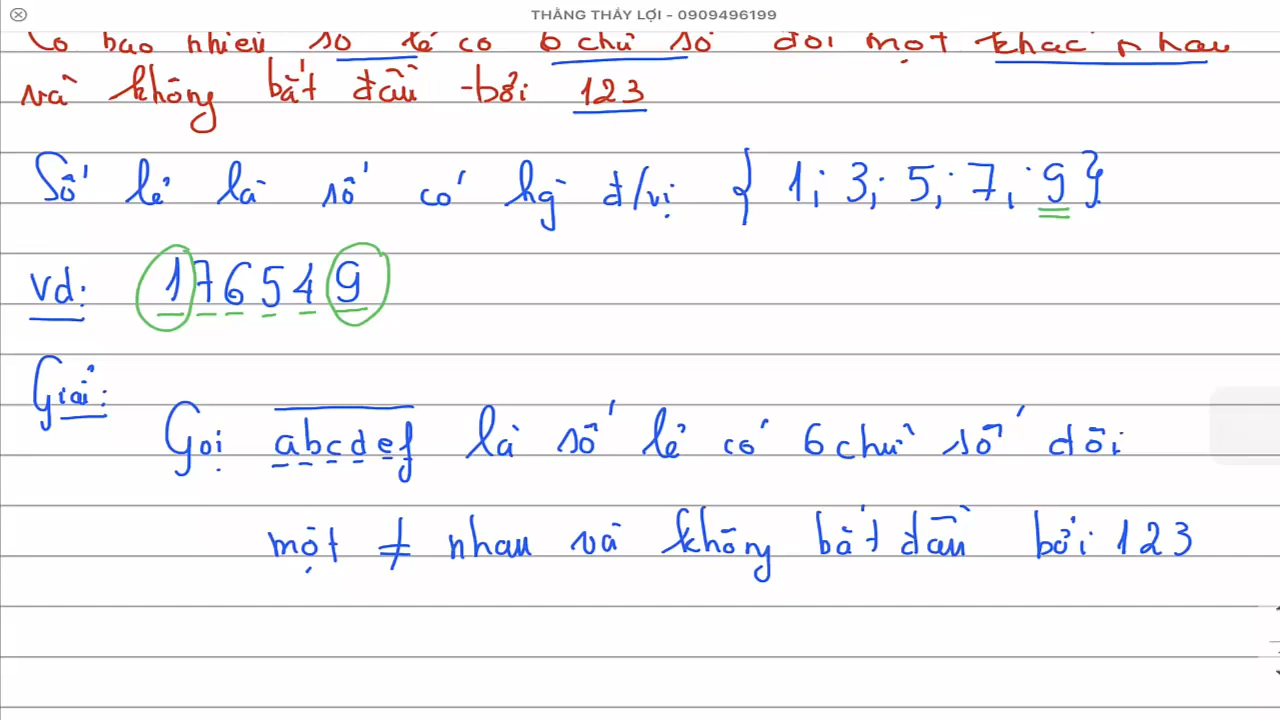 THẮNG THẦY LỢI - 0909496199
Có bao nhiêu số lẻ có 6 chữ số đôi một khác nhau
và không bắt đầu bởi 123
Số lẻ là số có hg đ/vị { 1; 3; 5; 7; 9 }
Vd: 176549
Giải:
Gọi abcdef là số lẻ có 6 chữ số đôi
một ≠ nhau và không bắt đầu bởi 123